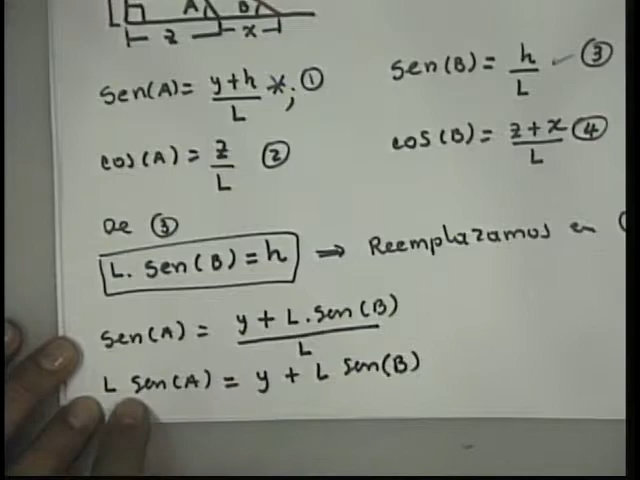 A B
z x
Sen(A) = y+h/L *; ①
Sen(B) = h/L ③
cos(A) = z/L ②
cos(B) = z+x/L ④
De ③
L. Sen(B) = h ⇒ Reemplazamos en
Sen(A) = y + L. Sen(B)/L
L Sen(A) = y + L Sen(B)